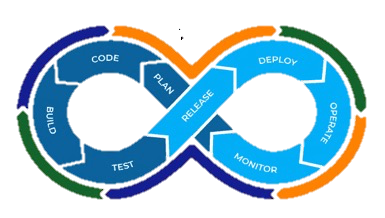 PLAN
CODE
BUILD
TEST
RELEASE
DEPLOY
OPERATE
MONITOR